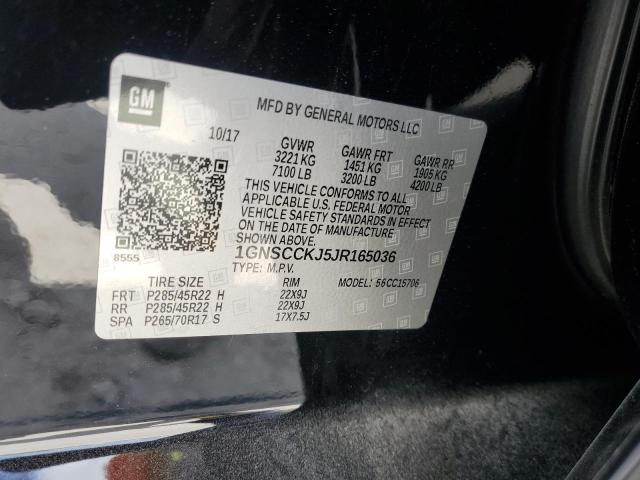 GM
MFD BY GENERAL MOTORS LLC
10/17
GVWR GAWR FRT GAWR RR
3221 KG 1451 KG 1905 KG
7100 LB 3200 LB 4200 LB
THIS VEHICLE CONFORMS TO ALL
APPLICABLE U.S. FEDERAL MOTOR
VEHICLE SAFETY STANDARDS IN EFFECT
ON THE DATE OF MANUFACTURE
SHOWN ABOVE.
8555
1GNSCCKJ5JR165036
TYPE: M.P.V.
TIRE SIZE RIM MODEL: 56CC15706
FRT P285/45R22 H 22X9J
RR P285/45R22 H 22X9J
SPA P265/70R17 S 17X7.5J